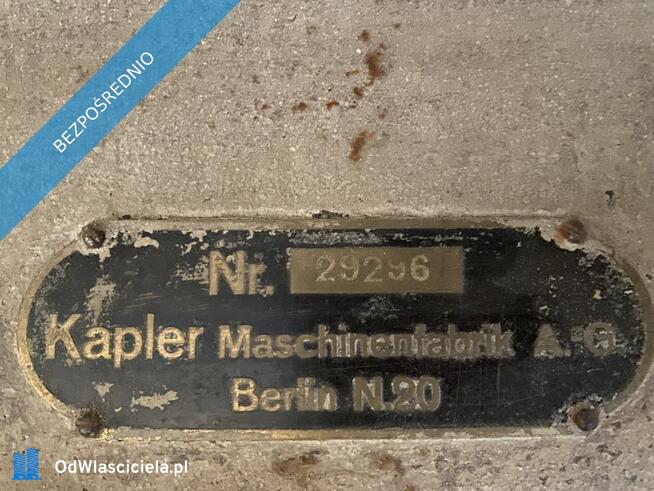 BEZPOŚREDNIO
Nr. 29296
Kapler Maschinenfabrik A. G.
Berlin N.20
OdWlasciciela.pl